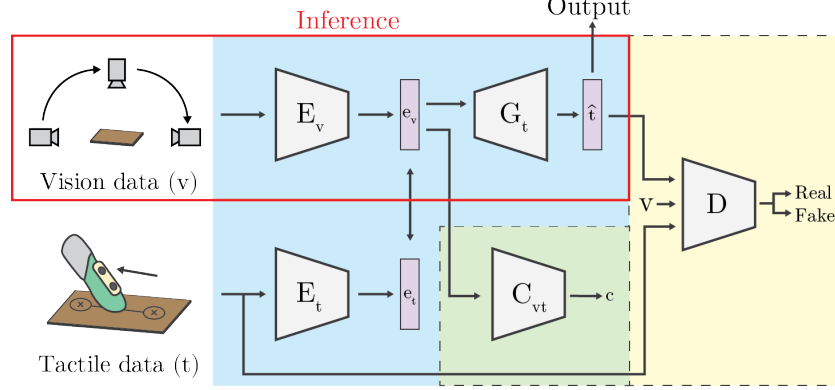 Output
Inference
E_v
e_v
G_t
t̂
Vision data (v)
v
D
Real
Fake
E_t
e_t
C_vt
c
Tactile data (t)